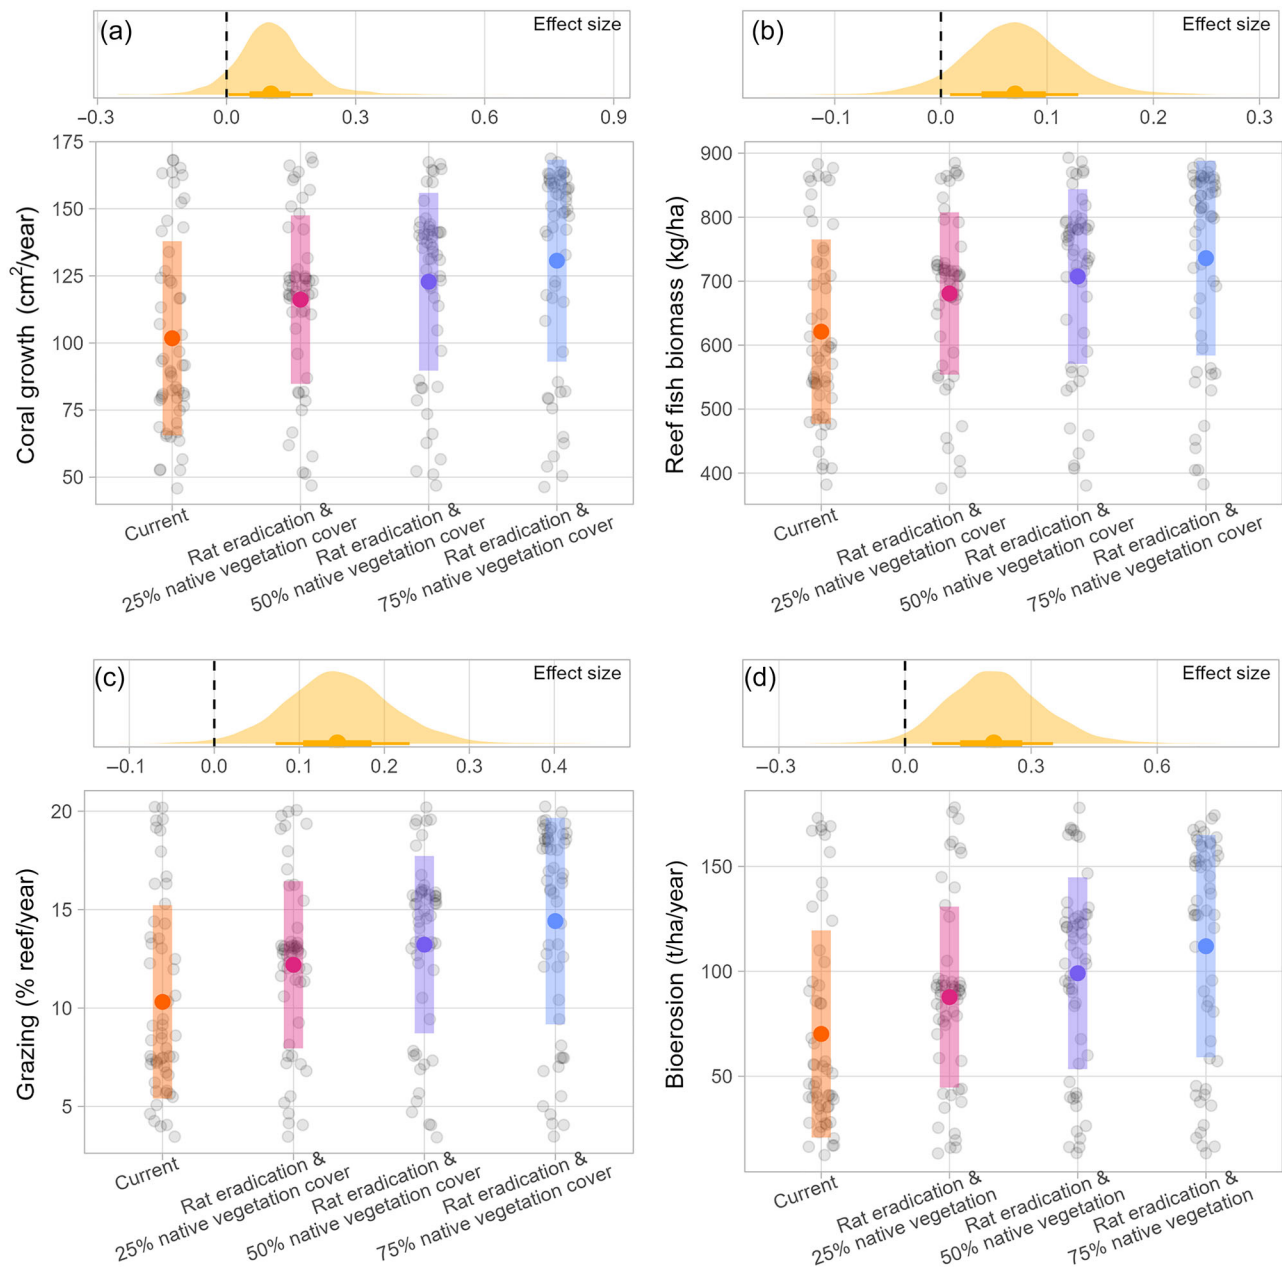 (a)
Effect size
−0.3 0.0 0.3 0.6 0.9
Coral growth (cm²/year)
175
150
125
100
75
50
Current
Rat eradication &
25% native vegetation cover
Rat eradication &
50% native vegetation cover
Rat eradication &
75% native vegetation cover
(b)
Effect size
−0.1 0.0 0.1 0.2 0.3
Reef fish biomass (kg/ha)
900
800
700
600
500
400
Current
Rat eradication &
25% native vegetation cover
Rat eradication &
50% native vegetation cover
Rat eradication &
75% native vegetation cover
(c)
Effect size
−0.1 0.0 0.1 0.2 0.3 0.4
Grazing (% reef/year)
20
15
10
5
Current
Rat eradication &
25% native vegetation cover
Rat eradication &
50% native vegetation cover
Rat eradication &
75% native vegetation cover
(d)
Effect size
−0.3 0.0 0.3 0.6
Bioerosion (t/ha/year)
150
100
50
Current
Rat eradication &
25% native vegetation
Rat eradication &
50% native vegetation
Rat eradication &
75% native vegetation